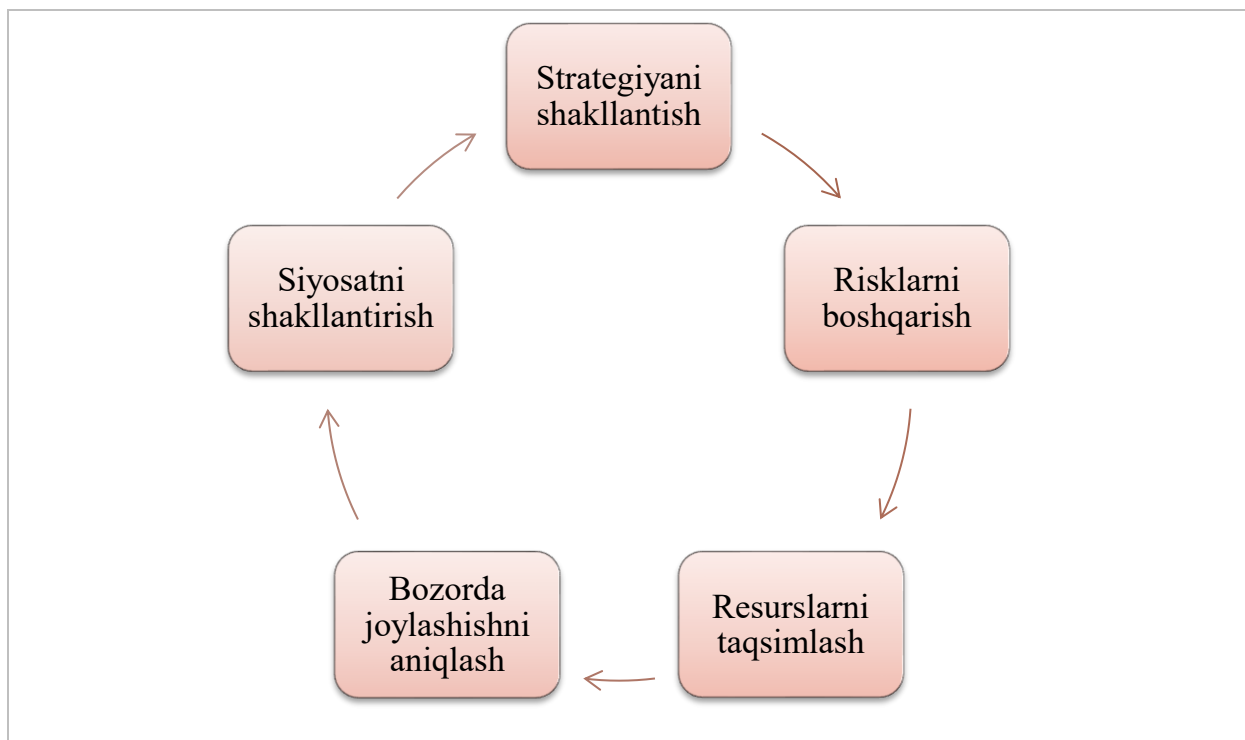 Strategiyani
shakllantish
Risklarni
boshqarish
Resurslarni
taqsimlash
Bozorda
joylashishni
aniqlash
Siyosatni
shakllantirish